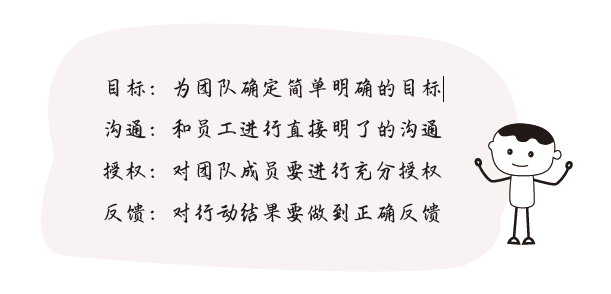 目标：为团队确定简单明确的目标
沟通：和员工进行直接明了的沟通
授权：对团队成员要进行充分授权
反馈：对行动结果要做到正确反馈